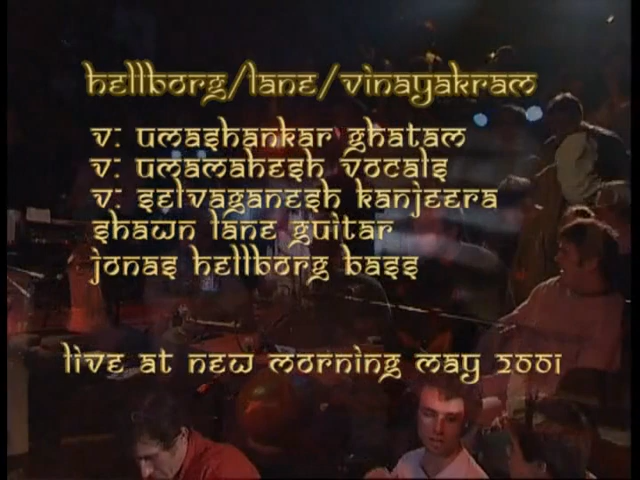 hellborg/lane/vinayakram
v: umashankar ghatam
v: umamahesh vocals
v: selvaganesh kanjeera
shawn lane guitar
jonas hellborg bass
live at new morning may 2001